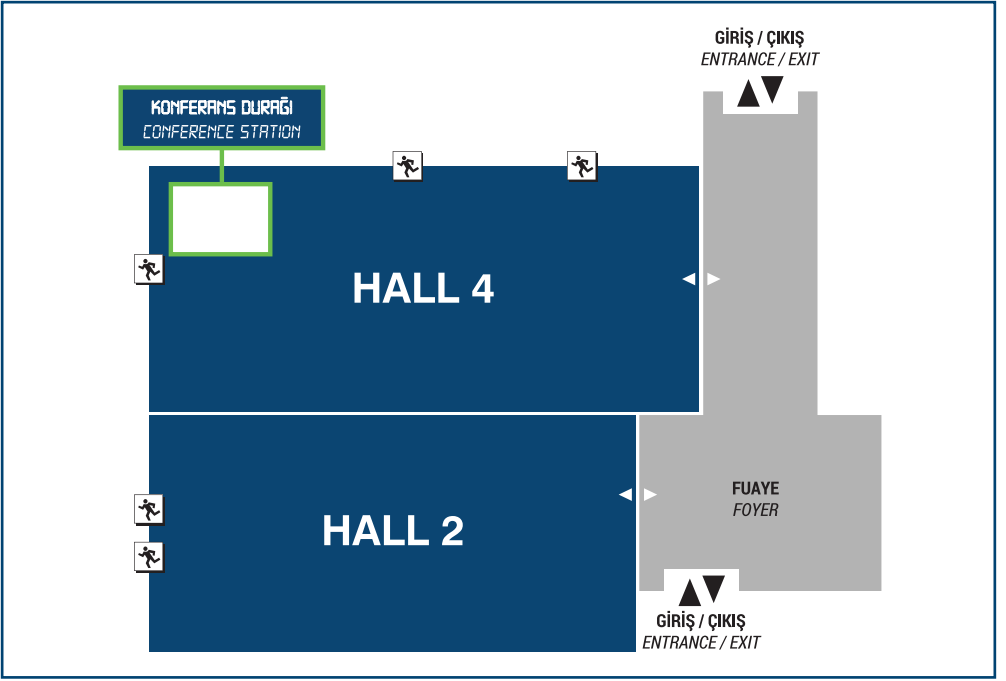 GİRİŞ / ÇIKIŞ
ENTRANCE / EXIT
KONFERANS DURAĞI
CONFERENCE STATION
HALL 4
FUAYE
FOYER
HALL 2
GİRİŞ / ÇIKIŞ
ENTRANCE / EXIT